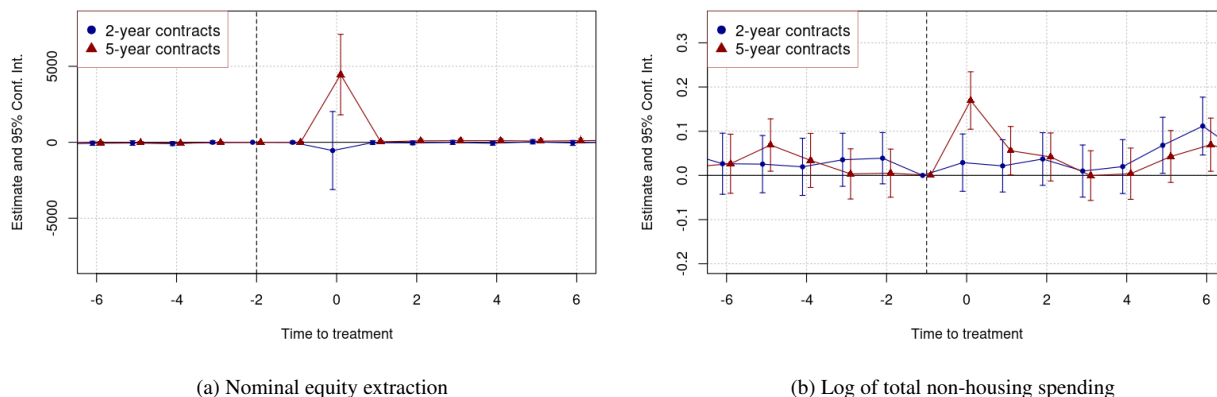 2-year contracts
5-year contracts
Estimate and 95% Conf. Int.
5000
0
-5000
-6
-4
-2
0
2
4
6
Time to treatment
(a) Nominal equity extraction
2-year contracts
5-year contracts
Estimate and 95% Conf. Int.
0.3
0.2
0.1
0.0
-0.1
-0.2
-6
-4
-2
0
2
4
6
Time to treatment
(b) Log of total non-housing spending